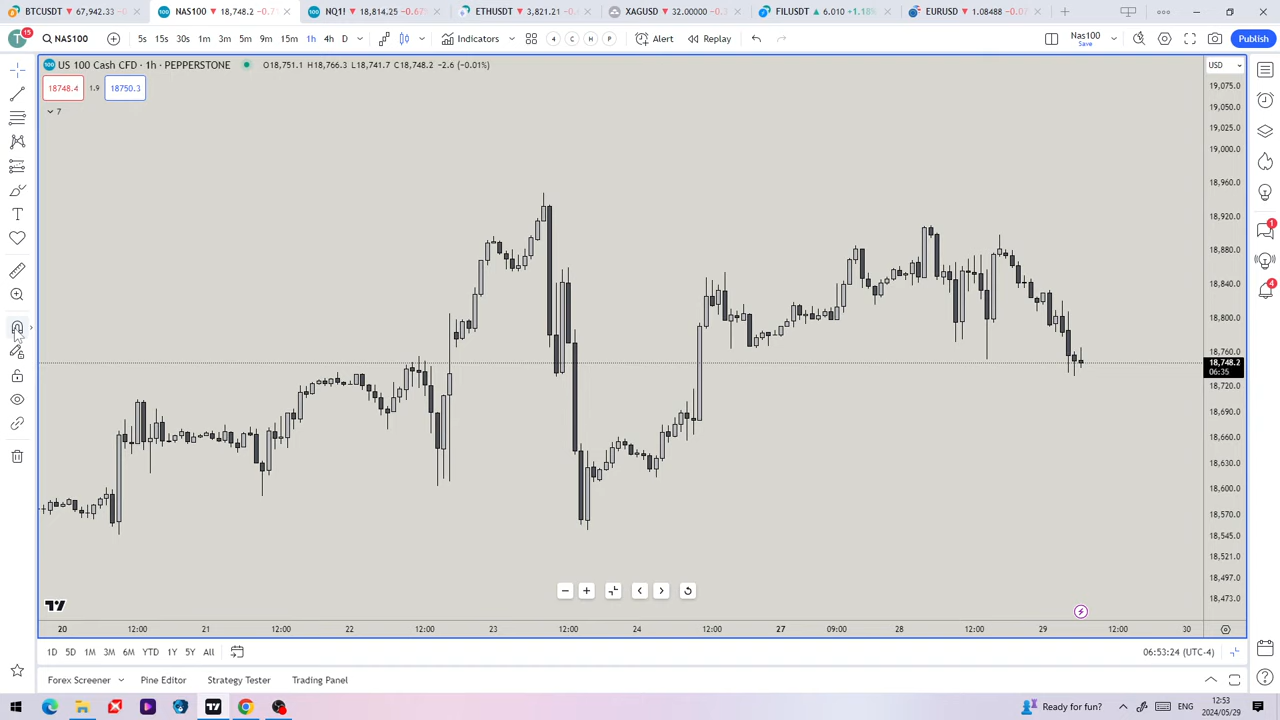 BTCUSDT ▼ 67,942.33
NAS100 ▼ 18,748.2 −0.7
NQ1! ▼ 18,814.25 −0.67%
ETHUSDT ▼ 3,821.21
XAGUSD ▼ 32.00000
FILUSDT ▲ 6.010 +1.18%
EURUSD ▼ 1.08488
T 15 NAS100 5s 15s 30s 1m 3m 5m 9m 15m 1h 4h D Indicators 4 C H P Alert Replay Nas100 Save Publish
100 US 100 Cash CFD · 1h · PEPPERSTONE O18,751.1 H18,766.3 L18,741.7 C18,748.2 −2.6 (−0.01%) USD
18748.4 1.9 18750.3
7
19,075.0
19,050.0
19,025.0
19,000.0
18,960.0
18,920.0
18,880.0
18,840.0
18,800.0
18,760.0
18,748.2
06:35
18,720.0
18,690.0
18,660.0
18,630.0
18,600.0
18,570.0
18,545.0
18,521.0
18,497.0
18,473.0
1
4
20 12:00 21 12:00 22 12:00 23 12:00 24 12:00 27 09:00 28 12:00 29 12:00 30
1D 5D 1M 3M 6M YTD 1Y 5Y All 06:53:24 (UTC-4)
Forex Screener Pine Editor Strategy Tester Trading Panel
Ready for fun? ENG 12:53
2024/05/29